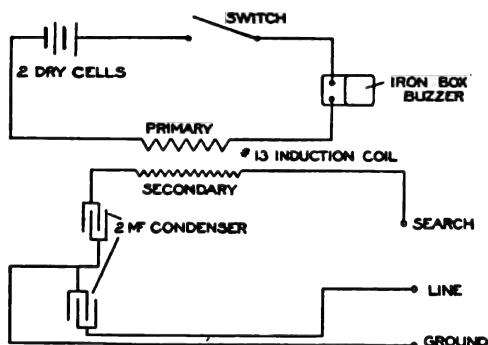 SWITCH
2 DRY CELLS
IRON BOX
BUZZER
PRIMARY
# 13 INDUCTION COIL
SECONDARY
SEARCH
2 MF CONDENSER
LINE
GROUND